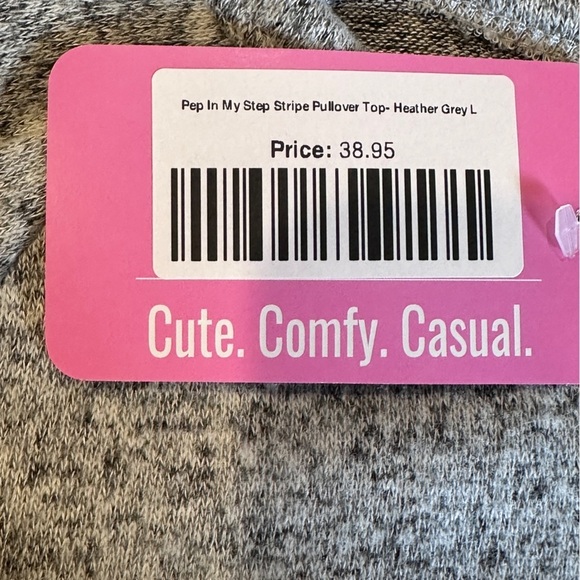 Pep In My Step Stripe Pullover Top- Heather Grey L
Price: 38.95
Cute. Comfy. Casual.